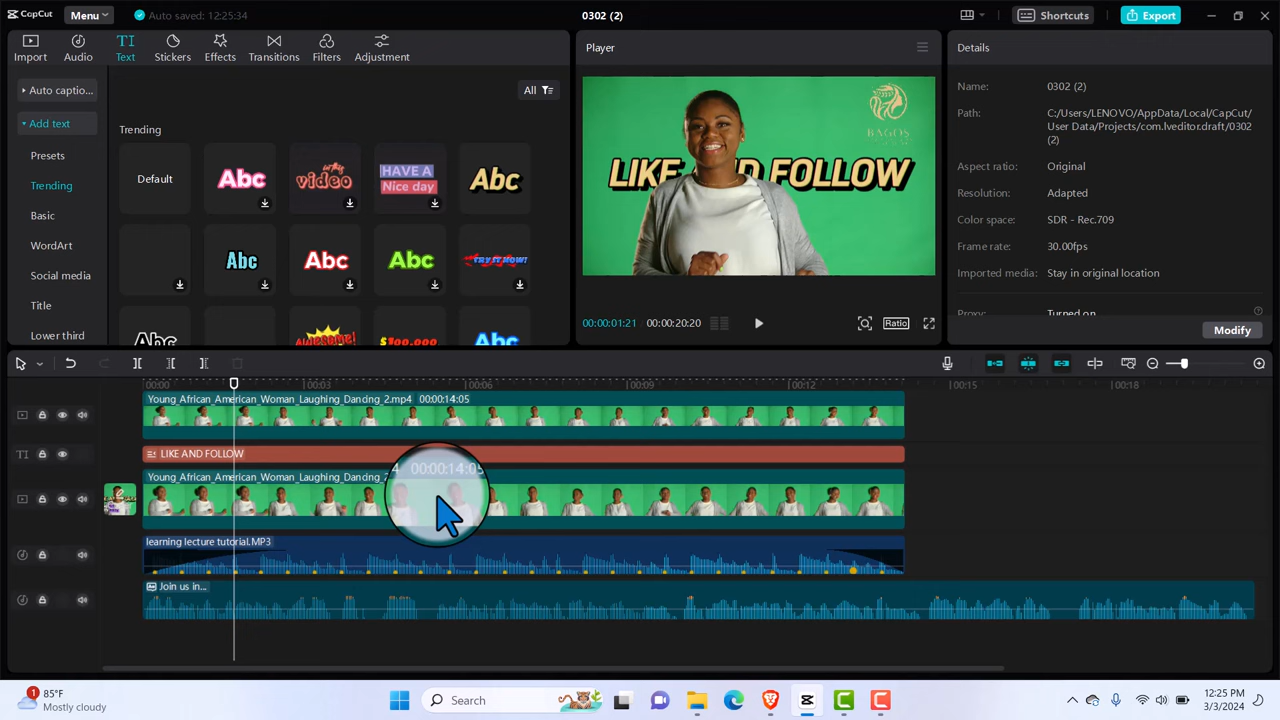 CapCut
Menu
Auto saved: 12:25:34
0302 (2)
Shortcuts
Export
Import
Audio
Text
Stickers
Effects
Transitions
Filters
Adjustment
Player
Details
Auto captio...
Add text
Presets
Trending
Basic
WordArt
Social media
Title
Lower third
All
Trending
Default
Abc
video
HAVE A
Nice day
Abc
Abc
Abc
Abc
TRY IT NOW!
Abc
AWESOME!
$100,000
Abc
BAGOS
LIKE AND FOLLOW
00:00:01:21
00:00:20:20
Ratio
Name:
0302 (2)
Path:
C:/Users/LENOVO/AppData/Local/CapCut/
User Data/Projects/com.lveditor.draft/0302
(2)
Aspect ratio:
Original
Resolution:
Adapted
Color space:
SDR - Rec.709
Frame rate:
30.00fps
Imported media:
Stay in original location
Proxy:
Turned on
Modify
00:00
00:03
00:06
00:09
00:12
00:15
00:18
Young_African_American_Woman_Laughing_Dancing_2.mp4 00:00:14:05
LIKE AND FOLLOW
Young_African_American_Woman_Laughing_Dancing_2
4 00:00:14:05
learning lecture tutorial.MP3
Join us in...
85°F
Mostly cloudy
1
Search
12:25 PM
3/3/2024